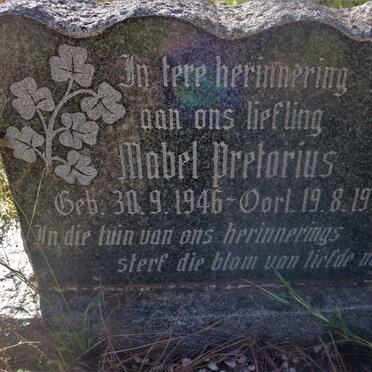 In tere herinnering
aan ons liefling
Mabel Pretorius
Geb. 30.9.1946 - Oorl. 19.8.19
In die tuin van ons herinnerings
sterf die blom van liefde